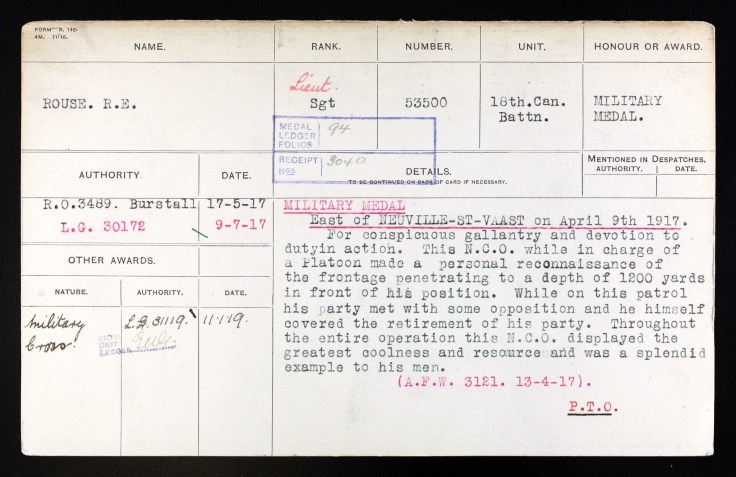 FORM R. 145-
4M. 11/18.
NAME. RANK. NUMBER. UNIT. HONOUR OR AWARD.
Lieut.
ROUSE. R.E. Sgt 53500 18th.Can. MILITARY
Battn. MEDAL.
MEDAL LEDGER FOLIOS 94
RECEIPT NOS 3040
DETAILS.
TO BE CONTINUED ON BACK OF CARD IF NECESSARY.
MENTIONED IN DESPATCHES.
AUTHORITY. DATE.
AUTHORITY. DATE.
R.O.3489. Burstall 17-5-17
L.G. 30172 9-7-17
OTHER AWARDS.
NATURE. AUTHORITY. DATE.
Military L.G. 31119. 11-1-19.
Cross.
UNIT
LEDGER
MILITARY MEDAL
East of NEUVILLE-ST-VAAST on April 9th 1917.
For conspicuous gallantry and devotion to
dutyin action. This N.C.O. while in charge of
a Platoon made a personal reconnaissance of
the frontage penetrating to a depth of 1200 yards
in front of his position. While on this patrol
his party met with some opposition and he himself
covered the retirement of his party. Throughout
the entire operation this N.C.O. displayed the
greatest coolness and resource and was a splendid
example to his men.
(A.F.W. 3121. 13-4-17).
P.T.O.